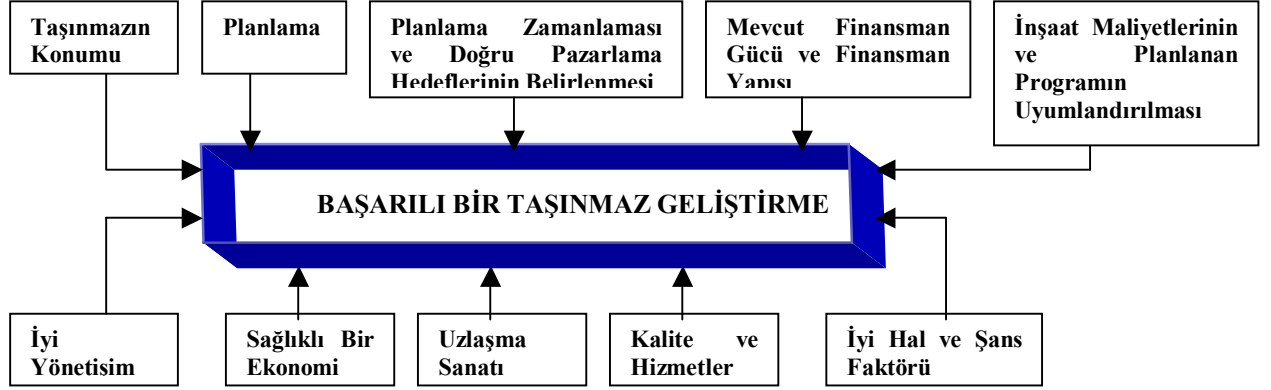 Taşınmazın
Konumu
Planlama
Planlama Zamanlaması
ve Doğru Pazarlama
Hedeflerinin Belirlenmesi
Mevcut Finansman
Gücü ve Finansman
Yapısı
İnşaat Maliyetlerinin
ve Planlanan
Programın
Uyumlandırılması
BAŞARILI BİR TAŞINMAZ GELİŞTİRME
İyi
Yönetisim
Sağlıklı Bir
Ekonomi
Uzlaşma
Sanatı
Kalite ve
Hizmetler
İyi Hal ve Şans
Faktörü